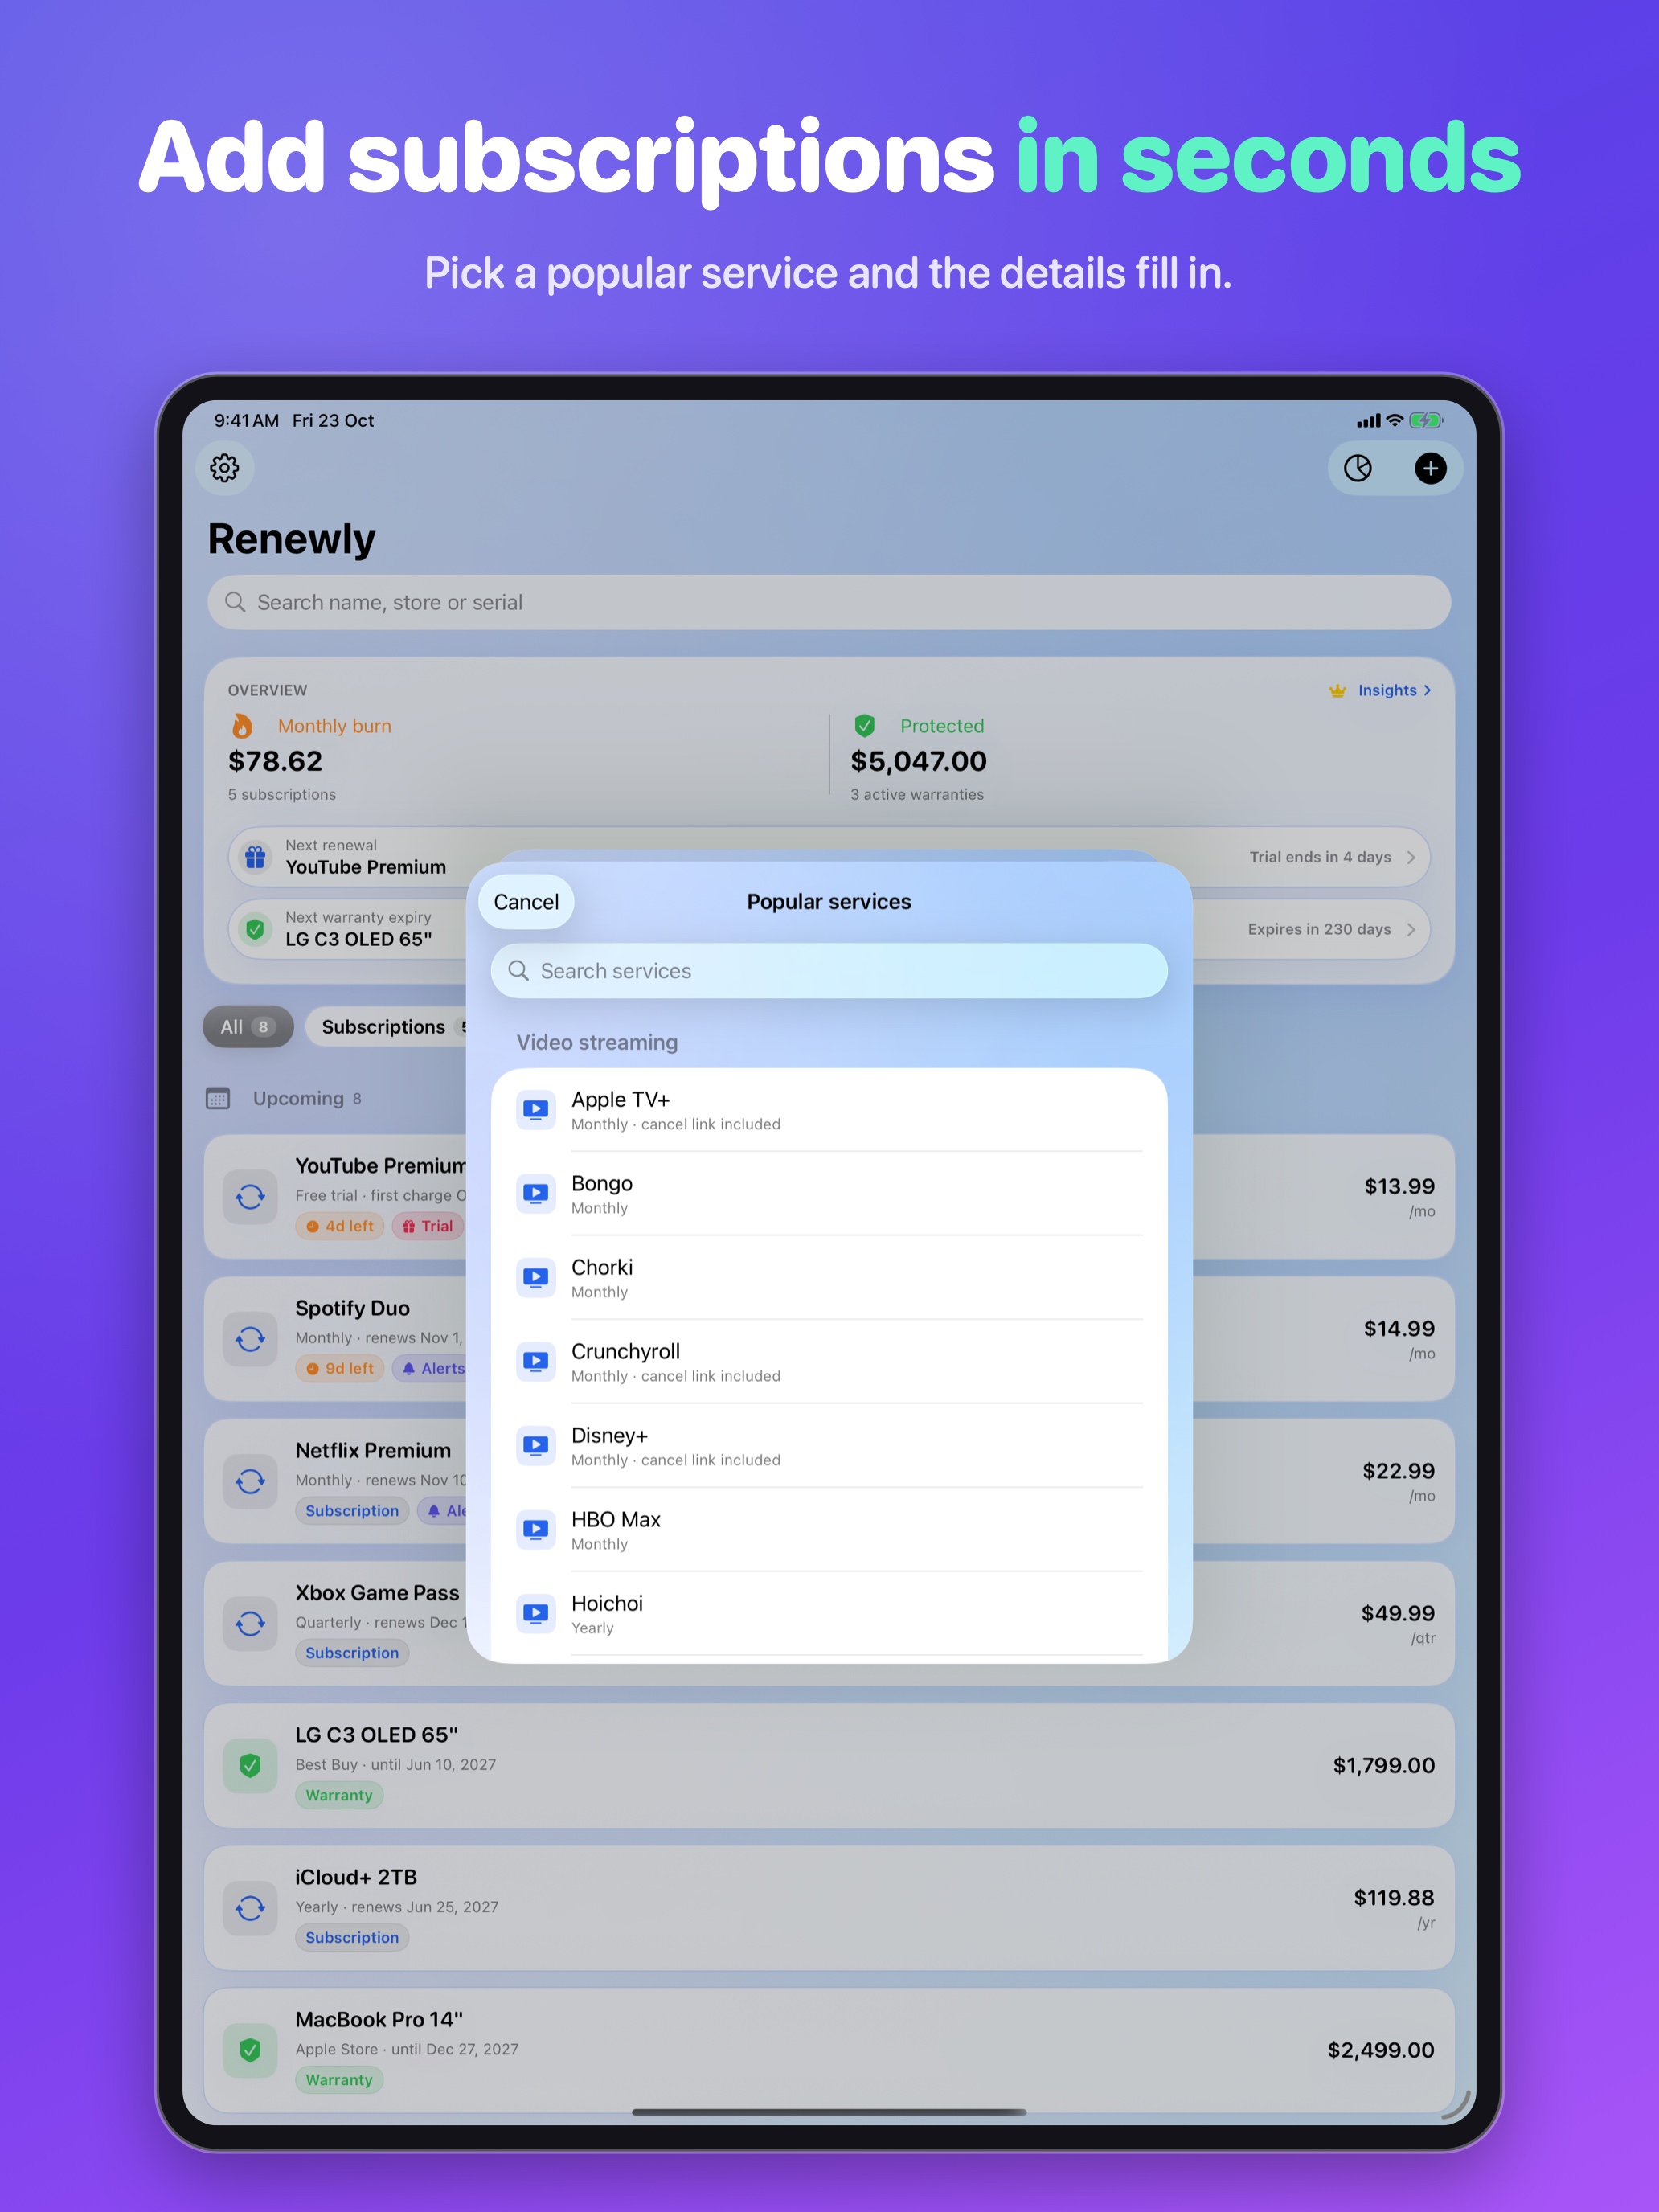 Add subscriptions in seconds
Pick a popular service and the details fill in.
9:41 AM Fri 23 Oct
Renewly
Search name, store or serial
OVERVIEW
Insights
Monthly burn
$78.62
5 subscriptions
Protected
$5,047.00
3 active warranties
Next renewal
YouTube Premium
Trial ends in 4 days
Next warranty expiry
LG C3 OLED 65"
Expires in 230 days
All 8
Subscriptions
Upcoming 8
YouTube Premium
Free trial · first charge
4d left
Trial
$13.99
/mo
Spotify Duo
Monthly · renews Nov 1,
9d left
Alerts
$14.99
/mo
Netflix Premium
Monthly · renews Nov 10
Subscription
$22.99
/mo
Xbox Game Pass
Quarterly · renews Dec
Subscription
$49.99
/qtr
LG C3 OLED 65"
Best Buy · until Jun 10, 2027
Warranty
$1,799.00
iCloud+ 2TB
Yearly · renews Jun 25, 2027
Subscription
$119.88
/yr
MacBook Pro 14"
Apple Store · until Dec 27, 2027
Warranty
$2,499.00
Cancel
Popular services
Search services
Video streaming
Apple TV+
Monthly · cancel link included
Bongo
Monthly
Chorki
Monthly
Crunchyroll
Monthly · cancel link included
Disney+
Monthly · cancel link included
HBO Max
Monthly
Hoichoi
Yearly